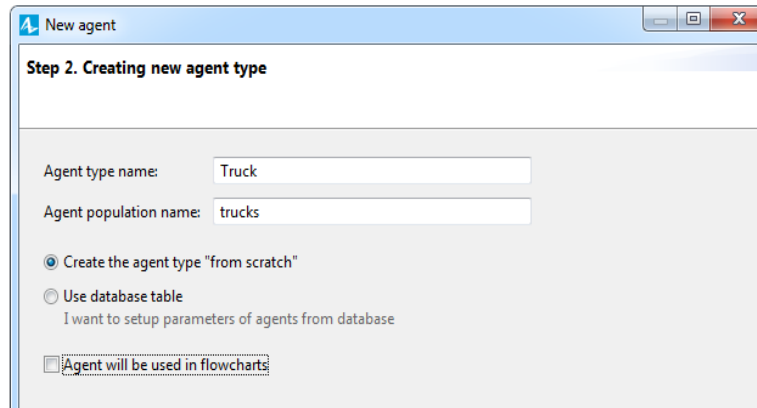 New agent
Step 2. Creating new agent type
Agent type name: Truck
Agent population name: trucks
Create the agent type "from scratch"
Use database table
I want to setup parameters of agents from database
Agent will be used in flowcharts